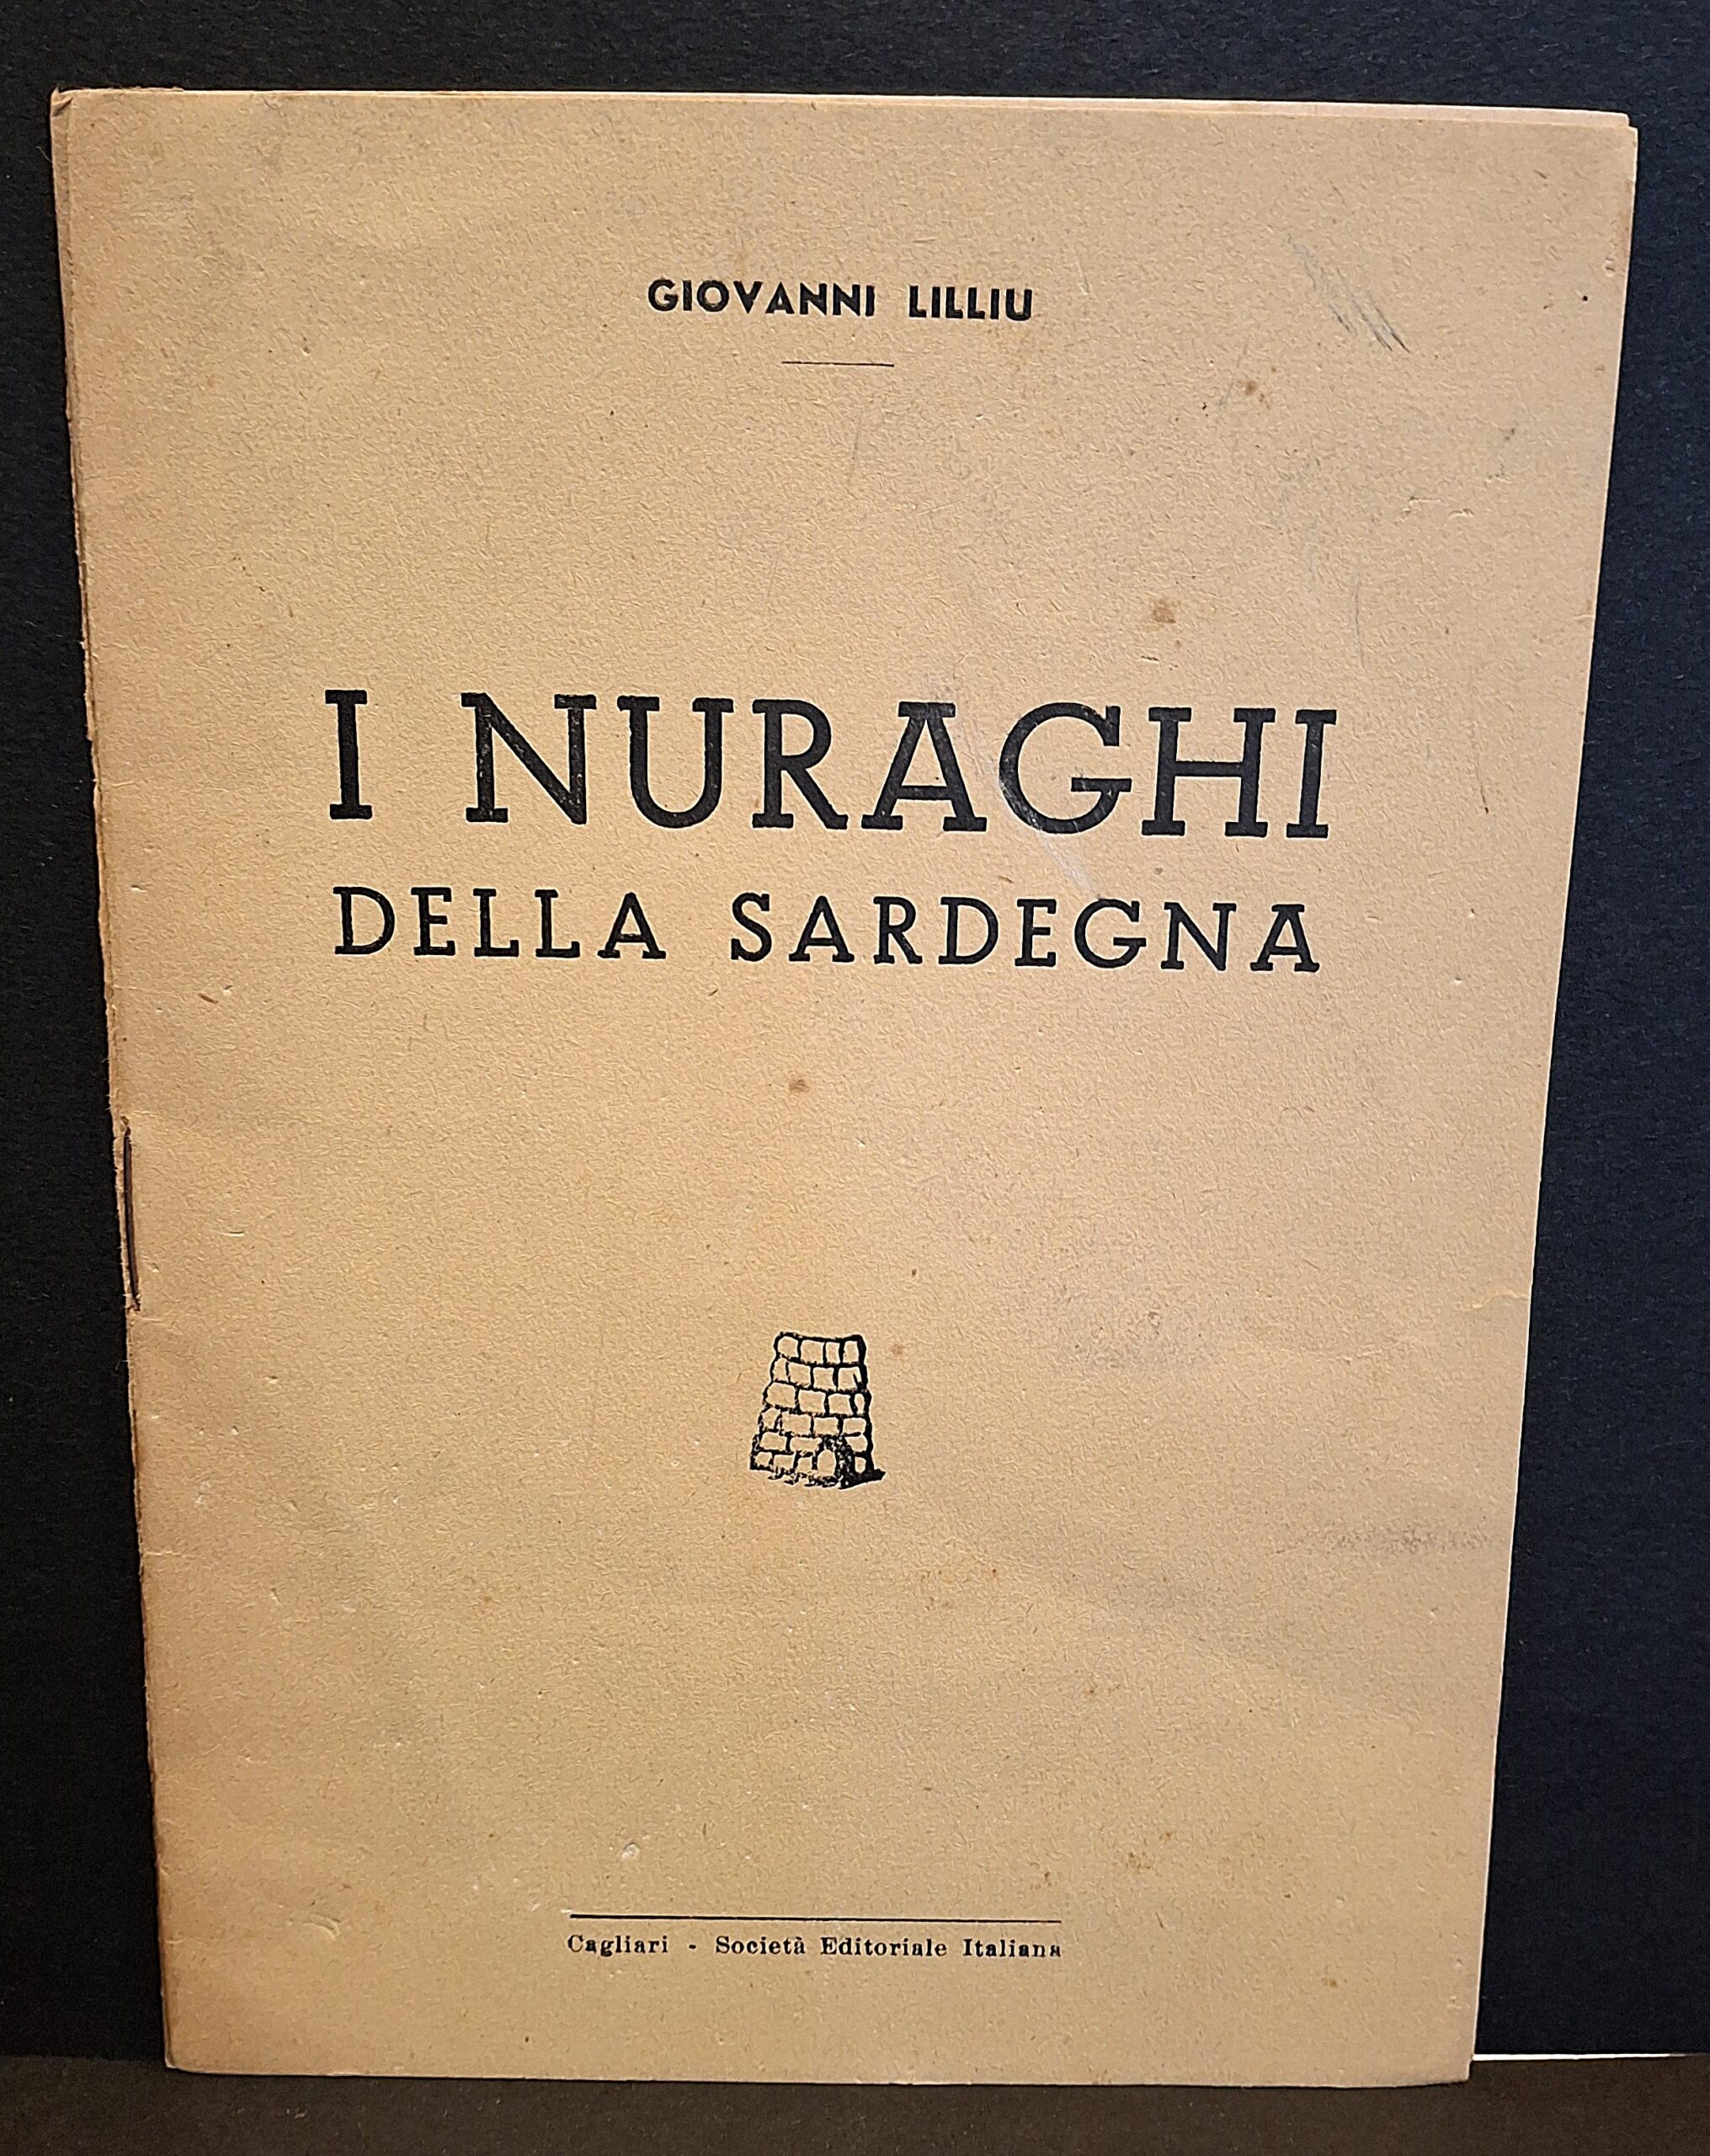 GIOVANNI LILLIU
I NURAGHI
DELLA SARDEGNA
Cagliari - Società Editoriale Italiana